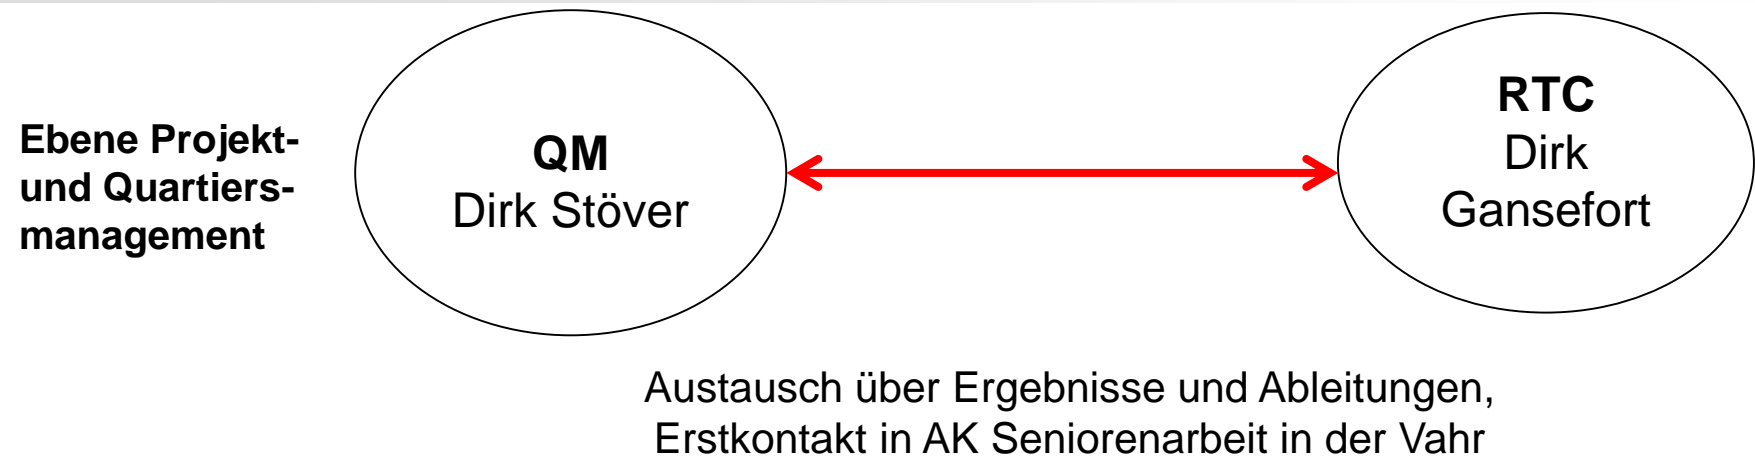 Ebene Projekt-
und Quartiers-
management
QM
Dirk Stöver
RTC
Dirk
Gansefort
Austausch über Ergebnisse und Ableitungen,
Erstkontakt in AK Seniorenarbeit in der Vahr